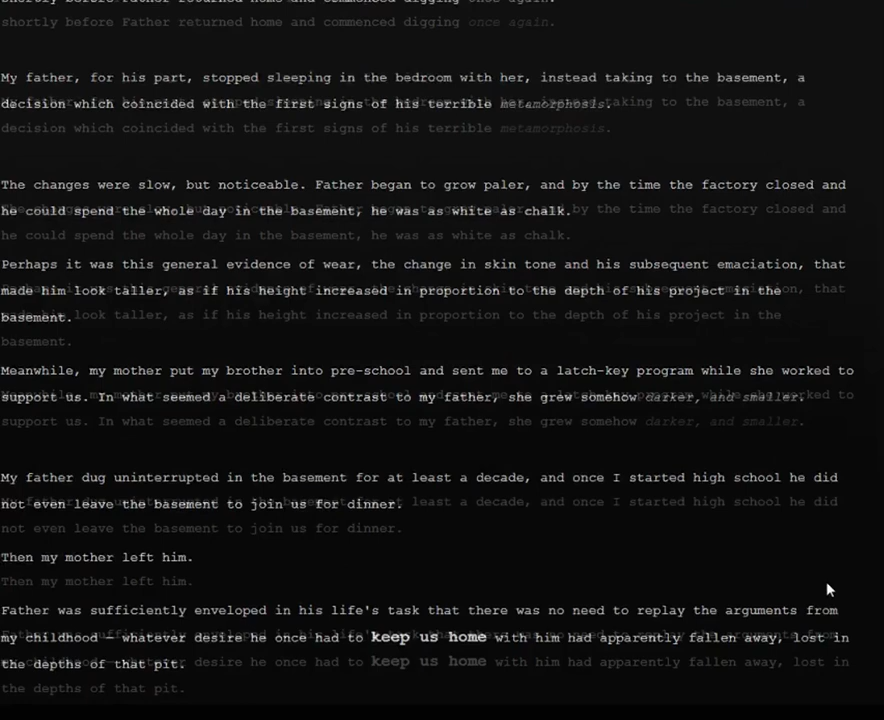 shortly before Father returned home and commenced digging once again.
My father, for his part, stopped sleeping in the bedroom with her, instead taking to the basement, a
decision which coincided with the first signs of his terrible metamorphosis.
The changes were slow, but noticeable. Father began to grow paler, and by the time the factory closed and
he could spend the whole day in the basement, he was as white as chalk.
Perhaps it was this general evidence of wear, the change in skin tone and his subsequent emaciation, that
made him look taller, as if his height increased in proportion to the depth of his project in the
basement.
Meanwhile, my mother put my brother into pre-school and sent me to a latch-key program while she worked to
support us. In what seemed a deliberate contrast to my father, she grew somehow darker, and smaller.
My father dug uninterrupted in the basement for at least a decade, and once I started high school he did
not even leave the basement to join us for dinner.
Then my mother left him.
Father was sufficiently enveloped in his life's task that there was no need to replay the arguments from
my childhood — whatever desire he once had to keep us home with him had apparently fallen away, lost in
the depths of that pit.